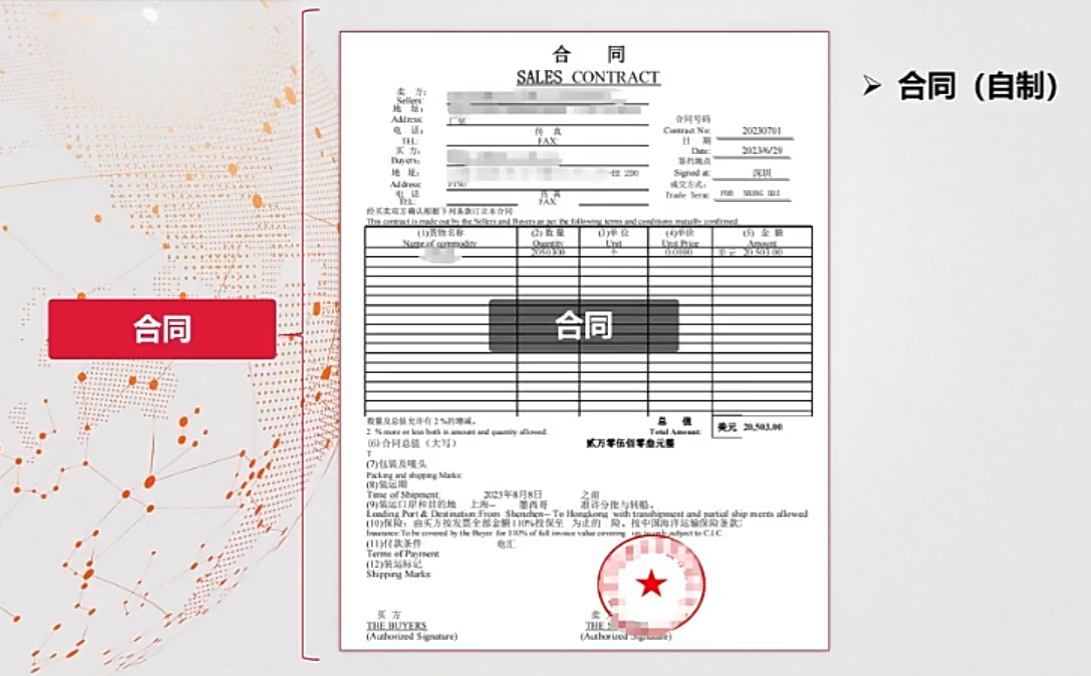 合同
合 同
SALES CONTRACT
卖 方:
Sellers:
地 址:
Address:
电 话: 传 真
TEL: FAX:
买 方:
Buyers:
地 址: -EE 200
Address:
电 话 传 真
TEL: FAX:
合同号码
Contract No: 20230701
日 期
Date: 2023/6/29
签约地点
Signed at: 深圳
成交方式:
Trade Term: FOB SHANG HAI
经买卖双方确认根据下列条款订立本合同
This contract is made out by the Sellers and Buyers as per the following terms and conditions mutually confirmed
(1)货物名称 (2) 数 量 (3)单 位 (4)单价 (5) 金 额
Name of commodity Quantity Unit Unit Price Amount
2050300 个 美元 20,503.00
合同
数量及总值允许有 2 %的增减。 总 值
2 % more or less both in amount and quantity allowed Total Amount: 美元 20,503.00
(6)合同总值(大写) 贰万零伍佰零叁元整
T
(7)包装及唛头
Packing and shipping Marks:
(8)装运期
Time of Shipment: 2023年8月8日 之前
(9)装运口岸和目的地 上海-- 墨西哥 准许分批与转船。
Loading Port & Destination:From Shenzhen-- To Hongkong with transhipment and partial ship ments allowed
(10)保险: 由买方按发票全部金额110%投保至 为止的 险。按中国海洋运输保险条款:
Insurance:To be covered by the Buyer for 110% of full invoice value covering subject to C.I.C.
(11)付款条件 电汇
Terms of Payment
(12)装运标记
Shipping Marks:
买 方 卖
THE BUYERS THE S
(Authorized Signature) (Authorized Signature)
➢ 合同（自制）